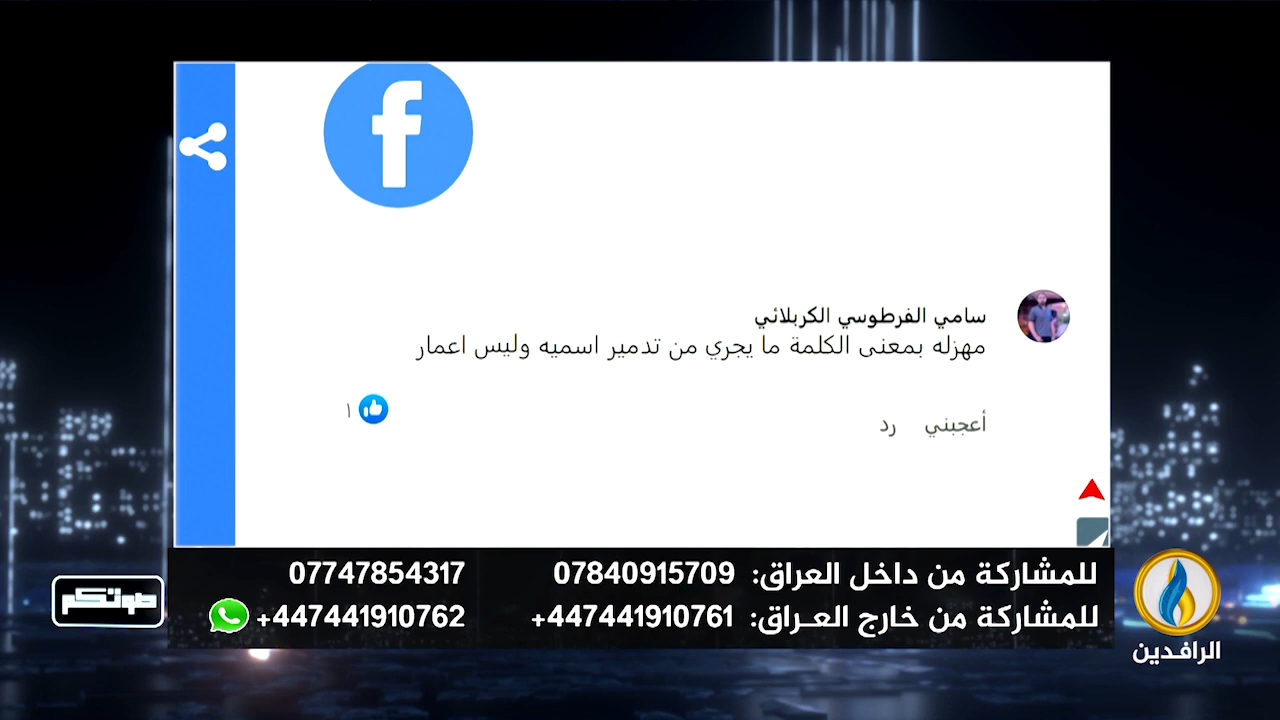 سامي الفرطوسي الكربلائي
مهزله بمعنى الكلمة ما يجري من تدمير اسميه وليس اعمار
أعجبني رد
١
للمشاركة من داخل العراق: 07840915709 07747854317
للمشاركة من خارج العـراق: +447441910761 +447441910762
صوتكم
الرافـدين